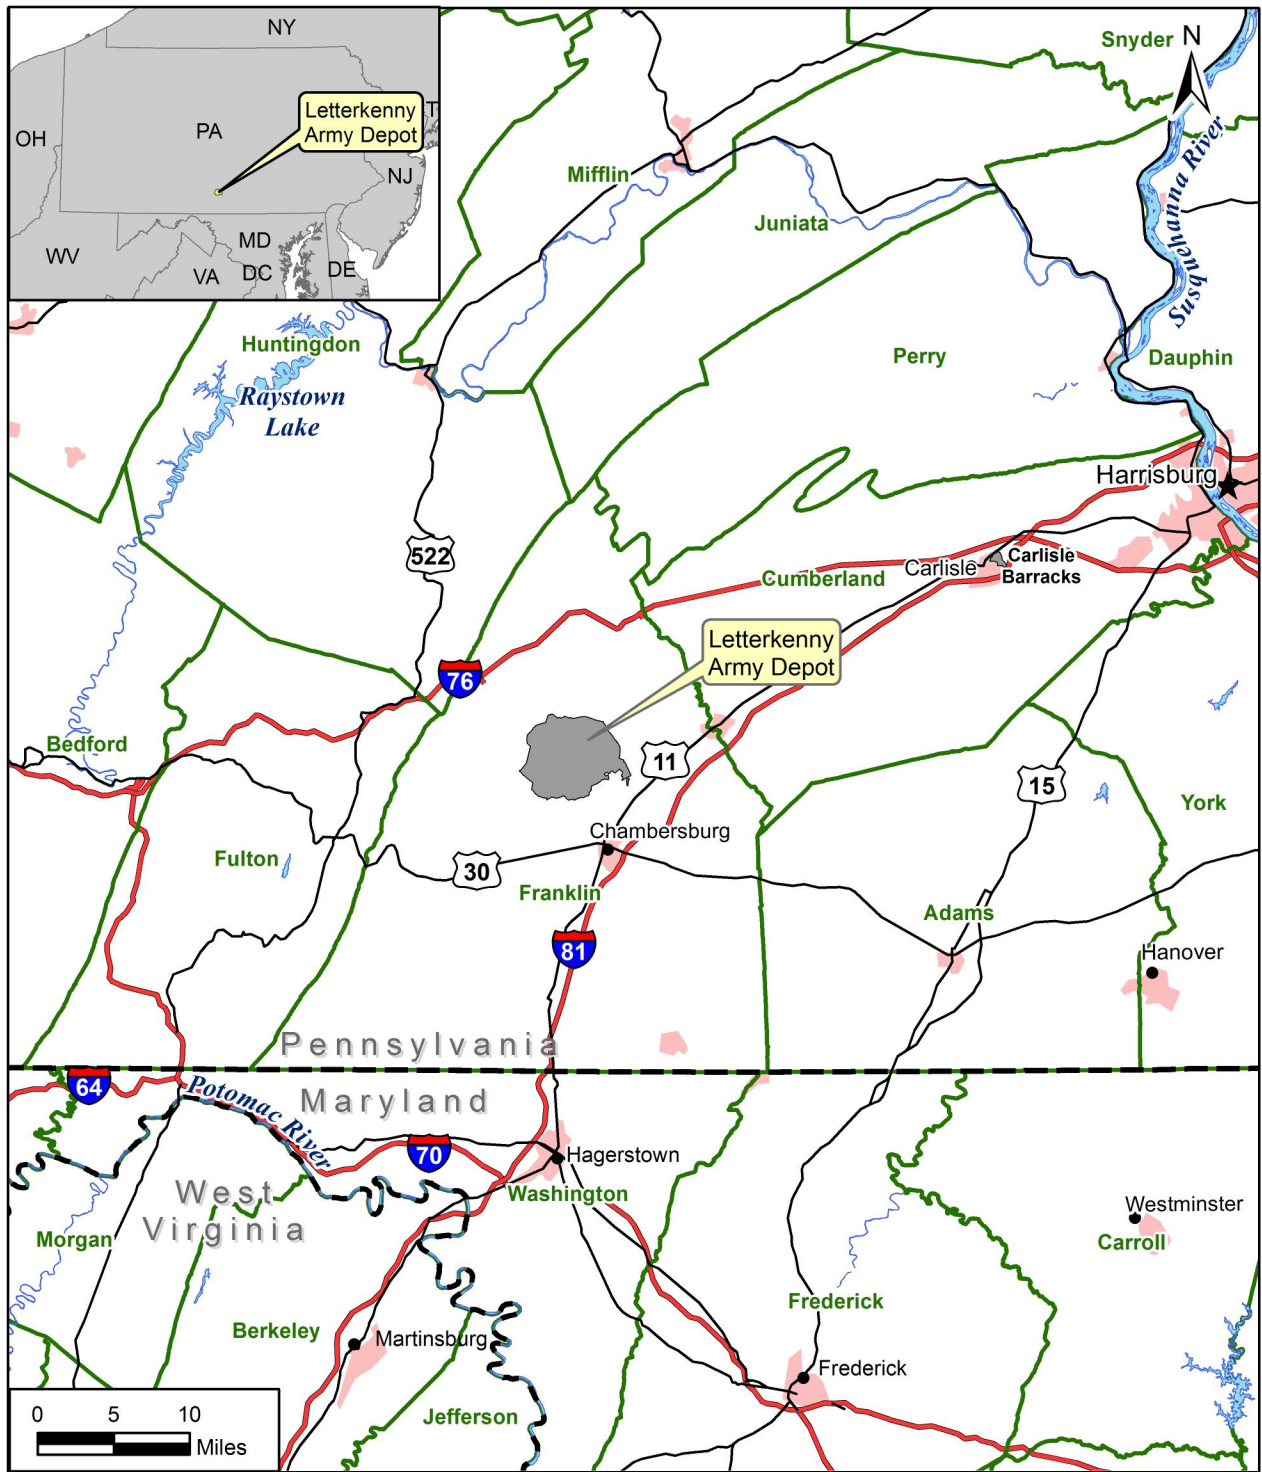 NY
OH
PA
Letterkenny
Army Depot
T
NJ
WV
MD
VA
DC
DE
Snyder
N
Mifflin
Juniata
Susquehanna River
Huntingdon
Raystown
Lake
Perry
Dauphin
Harrisburg
522
Carlisle
Carlisle
Barracks
Cumberland
Letterkenny
Army Depot
76
Bedford
11
15
York
Chambersburg
Fulton
30
Franklin
Adams
81
Hanover
Pennsylvania
64
Potomac River
Maryland
70
Hagerstown
Washington
West
Virginia
Morgan
Westminster
Carroll
Frederick
Berkeley
Martinsburg
Frederick
Jefferson
0 5 10
Miles